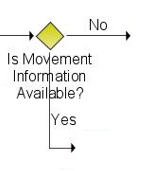 No
Is Movement
Information
Available?
Yes